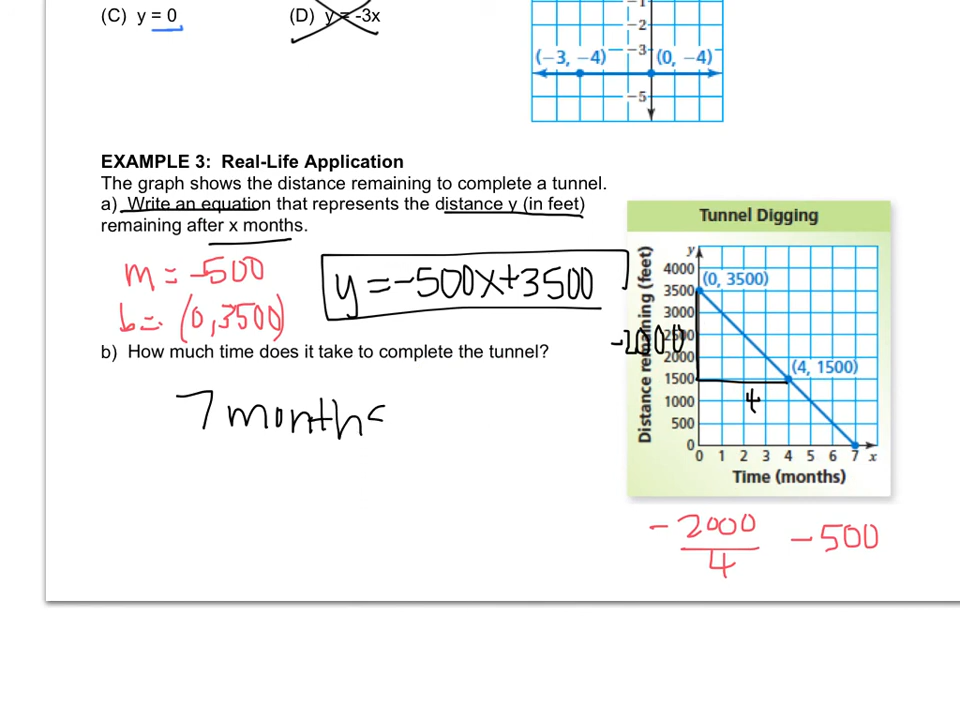 (C) y = 0 (D) y = -3x
-1
-2
-3
(−3, −4) (0, −4)
-5
EXAMPLE 3: Real-Life Application
The graph shows the distance remaining to complete a tunnel.
a) Write an equation that represents the distance y (in feet)
remaining after x months.
m = -500
b = (0,3500)
y = -500x+3500
b) How much time does it take to complete the tunnel?
7 months
Tunnel Digging
Distance remaining (feet)
y
4000
3500
3000
2500
2000
1500
1000
500
0
(0, 3500)
-2000
(4, 1500)
4
0 1 2 3 4 5 6 7 x
Time (months)
-2000
4
-500